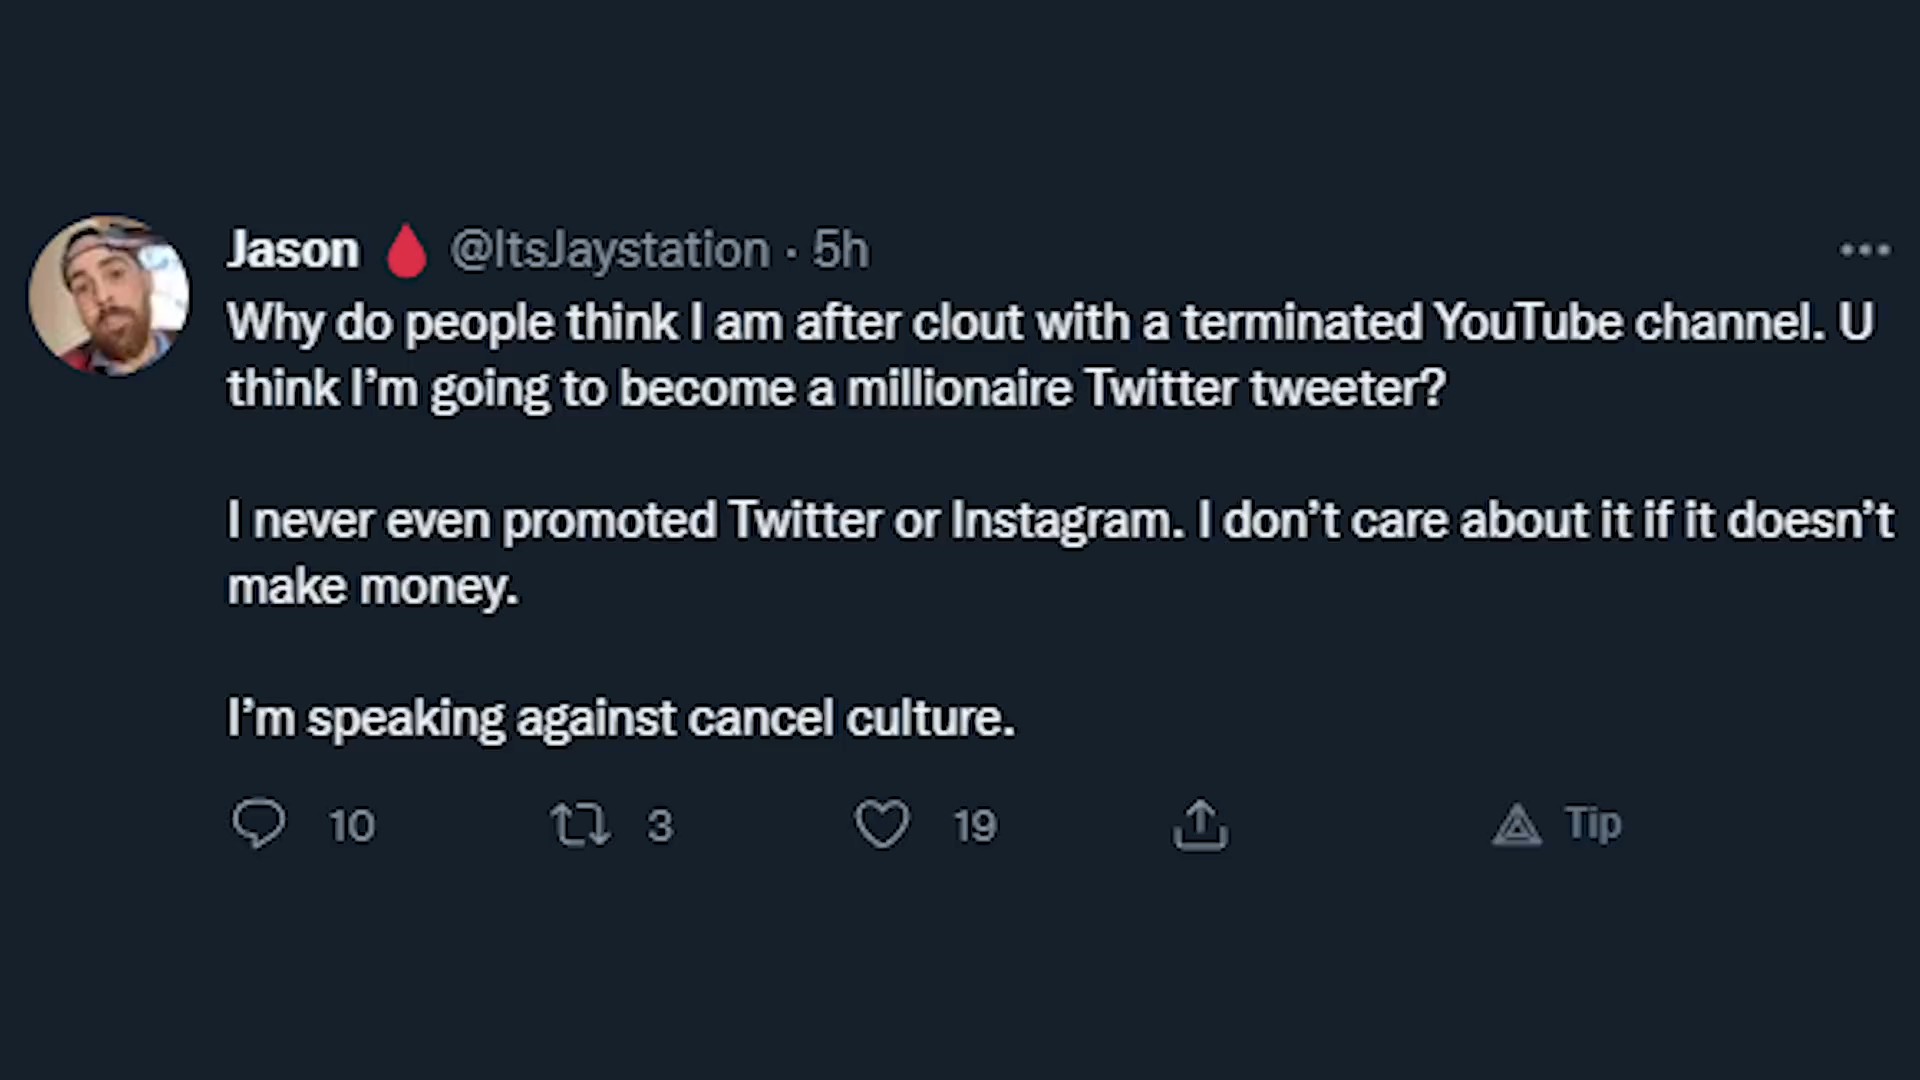 Jason 🩸 @ItsJaystation · 5h
Why do people think I am after clout with a terminated YouTube channel. U
think I'm going to become a millionaire Twitter tweeter?
I never even promoted Twitter or Instagram. I don't care about it if it doesn't
make money.
I'm speaking against cancel culture.
10 3 19 Tip